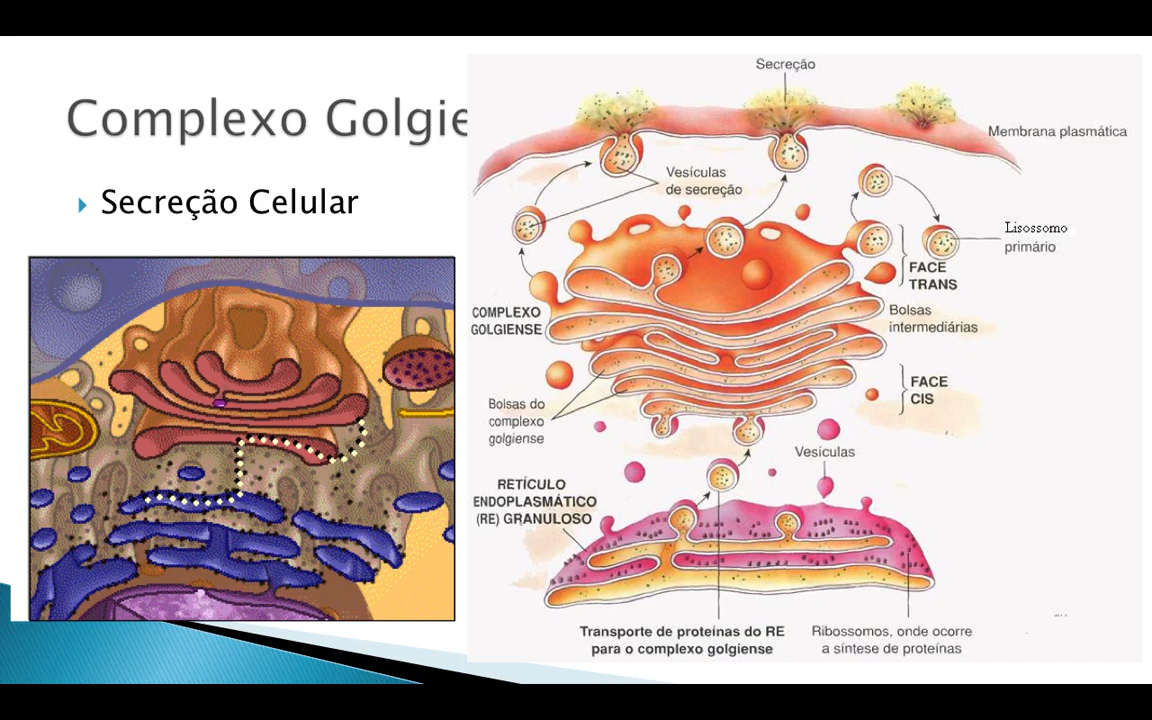 Complexo Golgie
Secreção Celular
Secreção
Membrana plasmática
Vesículas
de secreção
Lisossomo
primário
FACE
TRANS
COMPLEXO
GOLGIENSE
Bolsas
intermediárias
FACE
CIS
Bolsas do
complexo
golgiense
Vesículas
RETÍCULO
ENDOPLASMÁTICO
(RE) GRANULOSO
Transporte de proteínas do RE
para o complexo golgiense
Ribossomos, onde ocorre
a síntese de proteínas